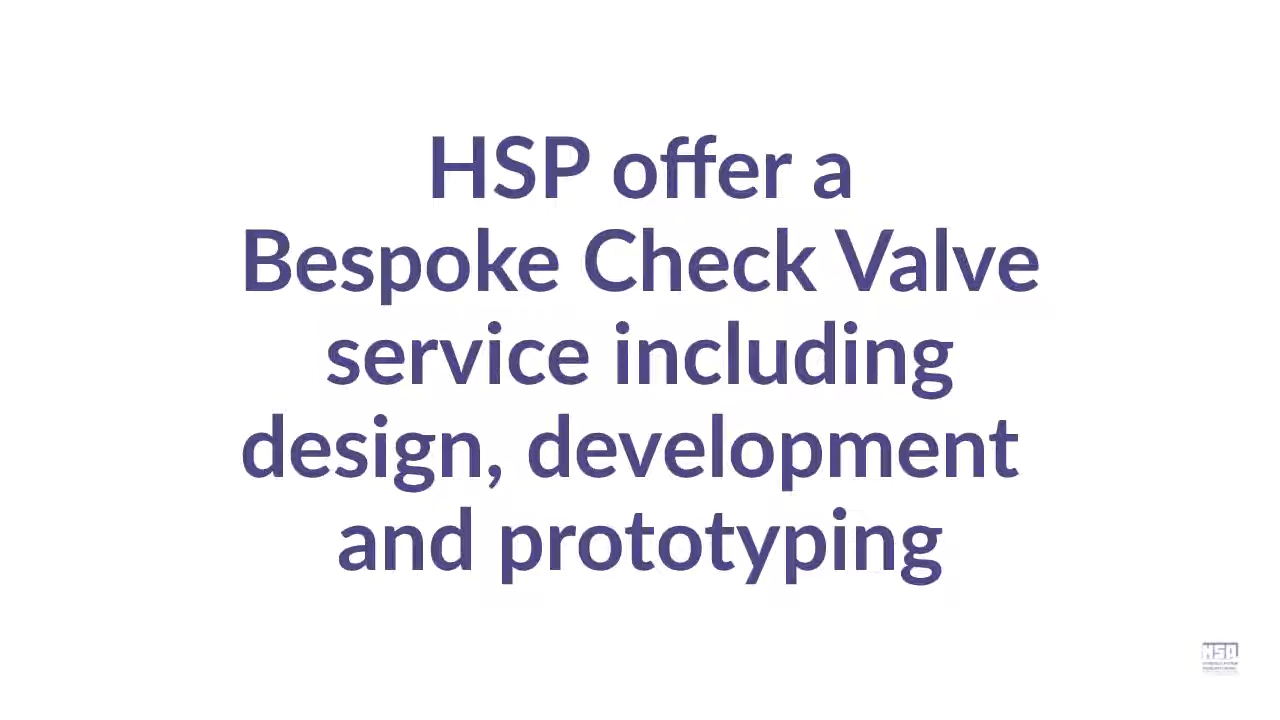 HSP offer a
Bespoke Check Valve
service including
design, development
and prototyping
HSP